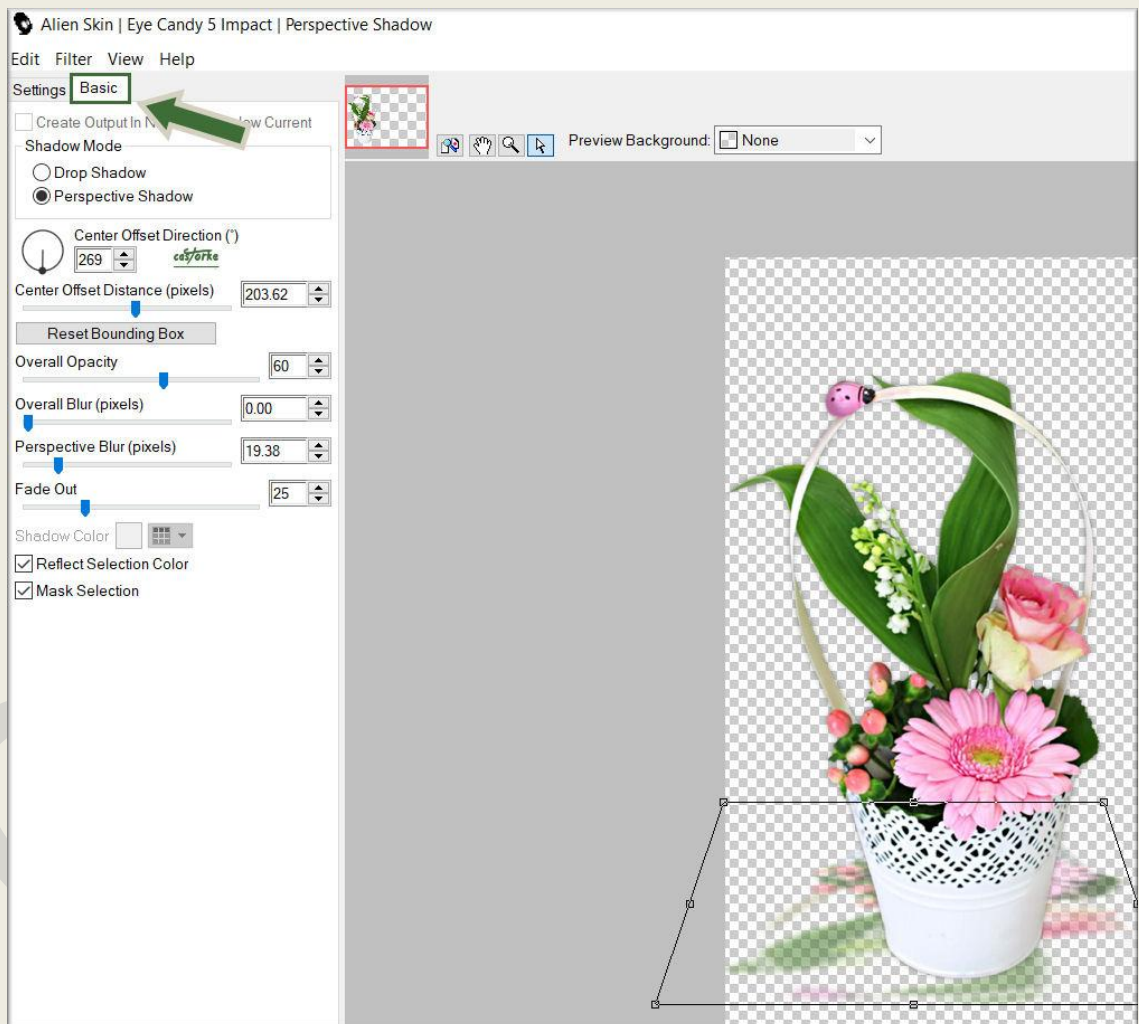 Alien Skin | Eye Candy 5 Impact | Perspective Shadow
Edit Filter View Help
Settings Basic
Create Output In N ow Current
Shadow Mode
Drop Shadow
Perspective Shadow
Center Offset Direction (°)
269
castorke
Center Offset Distance (pixels) 203.62
Reset Bounding Box
Overall Opacity 60
Overall Blur (pixels) 0.00
Perspective Blur (pixels) 19.38
Fade Out 25
Shadow Color
Reflect Selection Color
Mask Selection
Preview Background: None